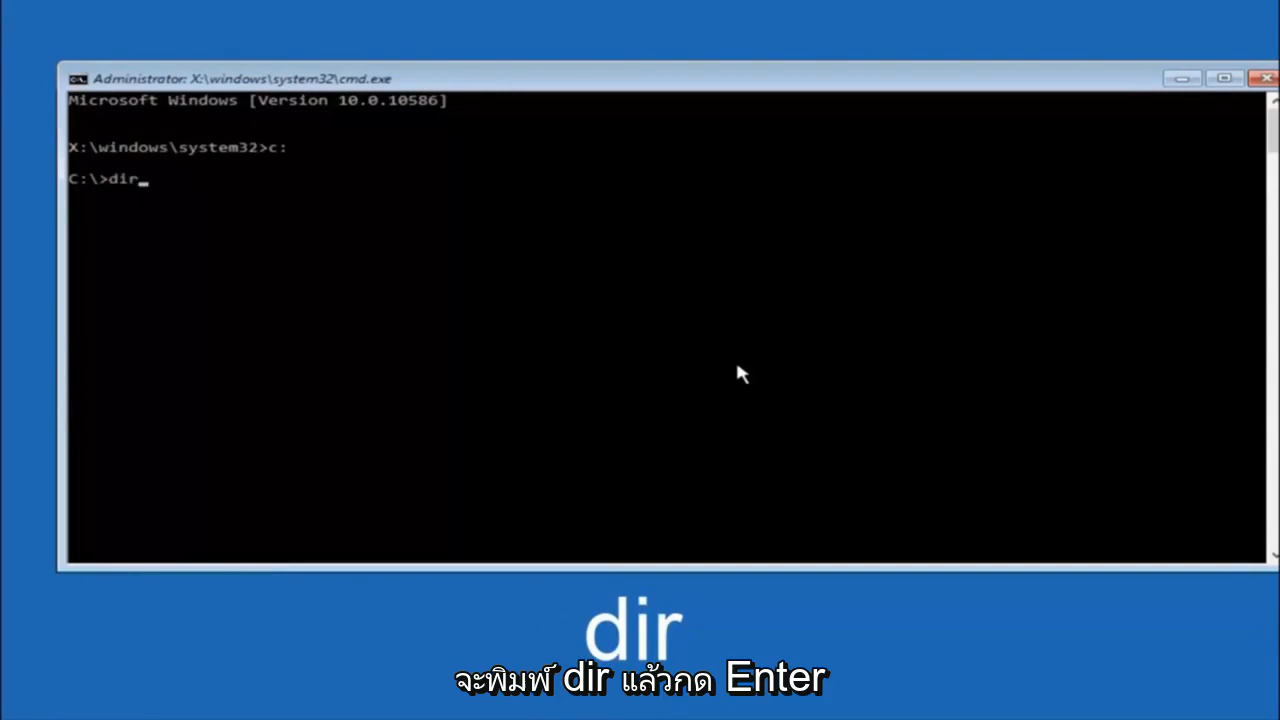 Administrator: X:\windows\system32\cmd.exe
Microsoft Windows [Version 10.0.10586]
X:\windows\system32>c:
C:\>dir_
dir
จะพิมพ์ dir แล้วกด Enter